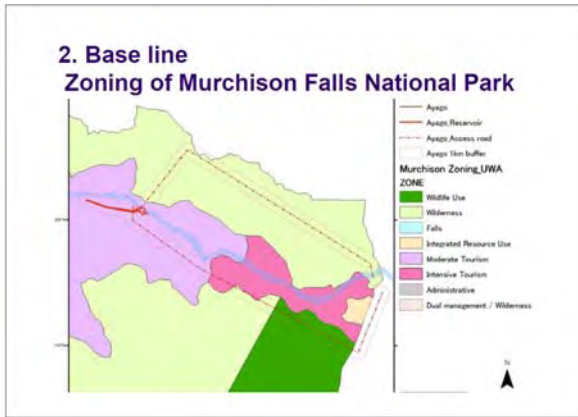 2. Base line
Zoning of Murchison Falls National Park
Ayago
Ayago_Reservoir
Ayago_Access road
Ayago 1km buffer
Murchison Zoning_UWA
ZONE
Wildlife Use
Wilderness
Falls
Integrated Resource Use
Moderate Tourism
Intensive Tourism
Administrative
Dual management / Wilderness
N